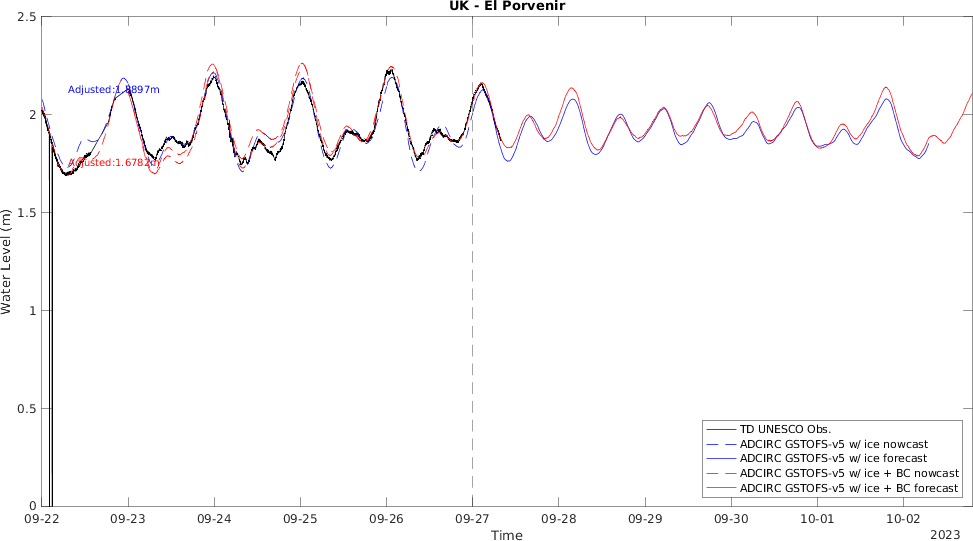 UK - El Porvenir
2.5
2
1.5
1
0.5
0
Water Level (m)
Adjusted:1.8897m
Adjusted:1.6782m
TD UNESCO Obs.
ADCIRC GSTOFS-v5 w/ ice nowcast
ADCIRC GSTOFS-v5 w/ ice forecast
ADCIRC GSTOFS-v5 w/ ice + BC nowcast
ADCIRC GSTOFS-v5 w/ ice + BC forecast
09-22 09-23 09-24 09-25 09-26 09-27 09-28 09-29 09-30 10-01 10-02
Time
2023